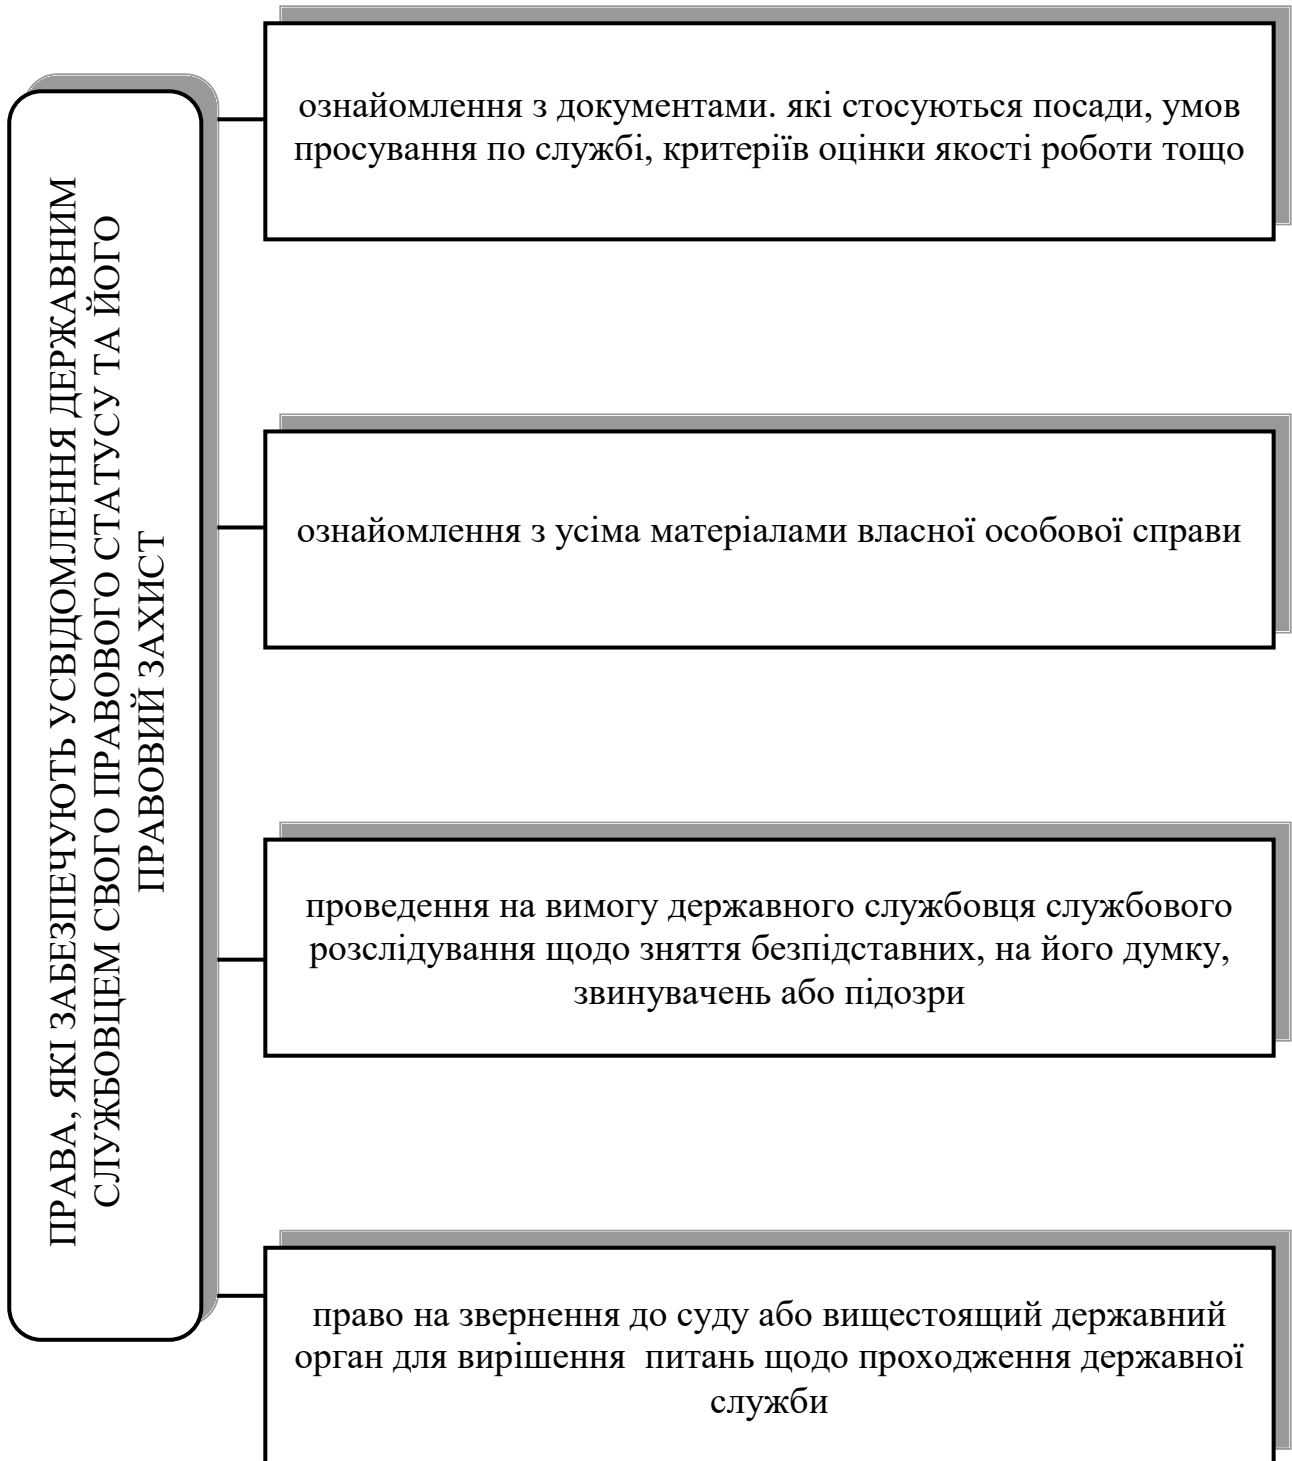 ПРАВА, ЯКІ ЗАБЕЗПЕЧУЮТЬ УСВІДОМЛЕННЯ ДЕРЖАВНИМ
СЛУЖБОВЦЕМ СВОГО ПРАВОВОГО СТАТУСУ ТА ЙОГО
ПРАВОВИЙ ЗАХИСТ
ознайомлення з документами. які стосуються посади, умов
просування по службі, критеріїв оцінки якості роботи тощо
ознайомлення з усіма матеріалами власної особової справи
проведення на вимогу державного службовця службового
розслідування щодо зняття безпідставних, на його думку,
звинувачень або підозри
право на звернення до суду або вищестоящий державний
орган для вирішення  питань щодо проходження державної
служби